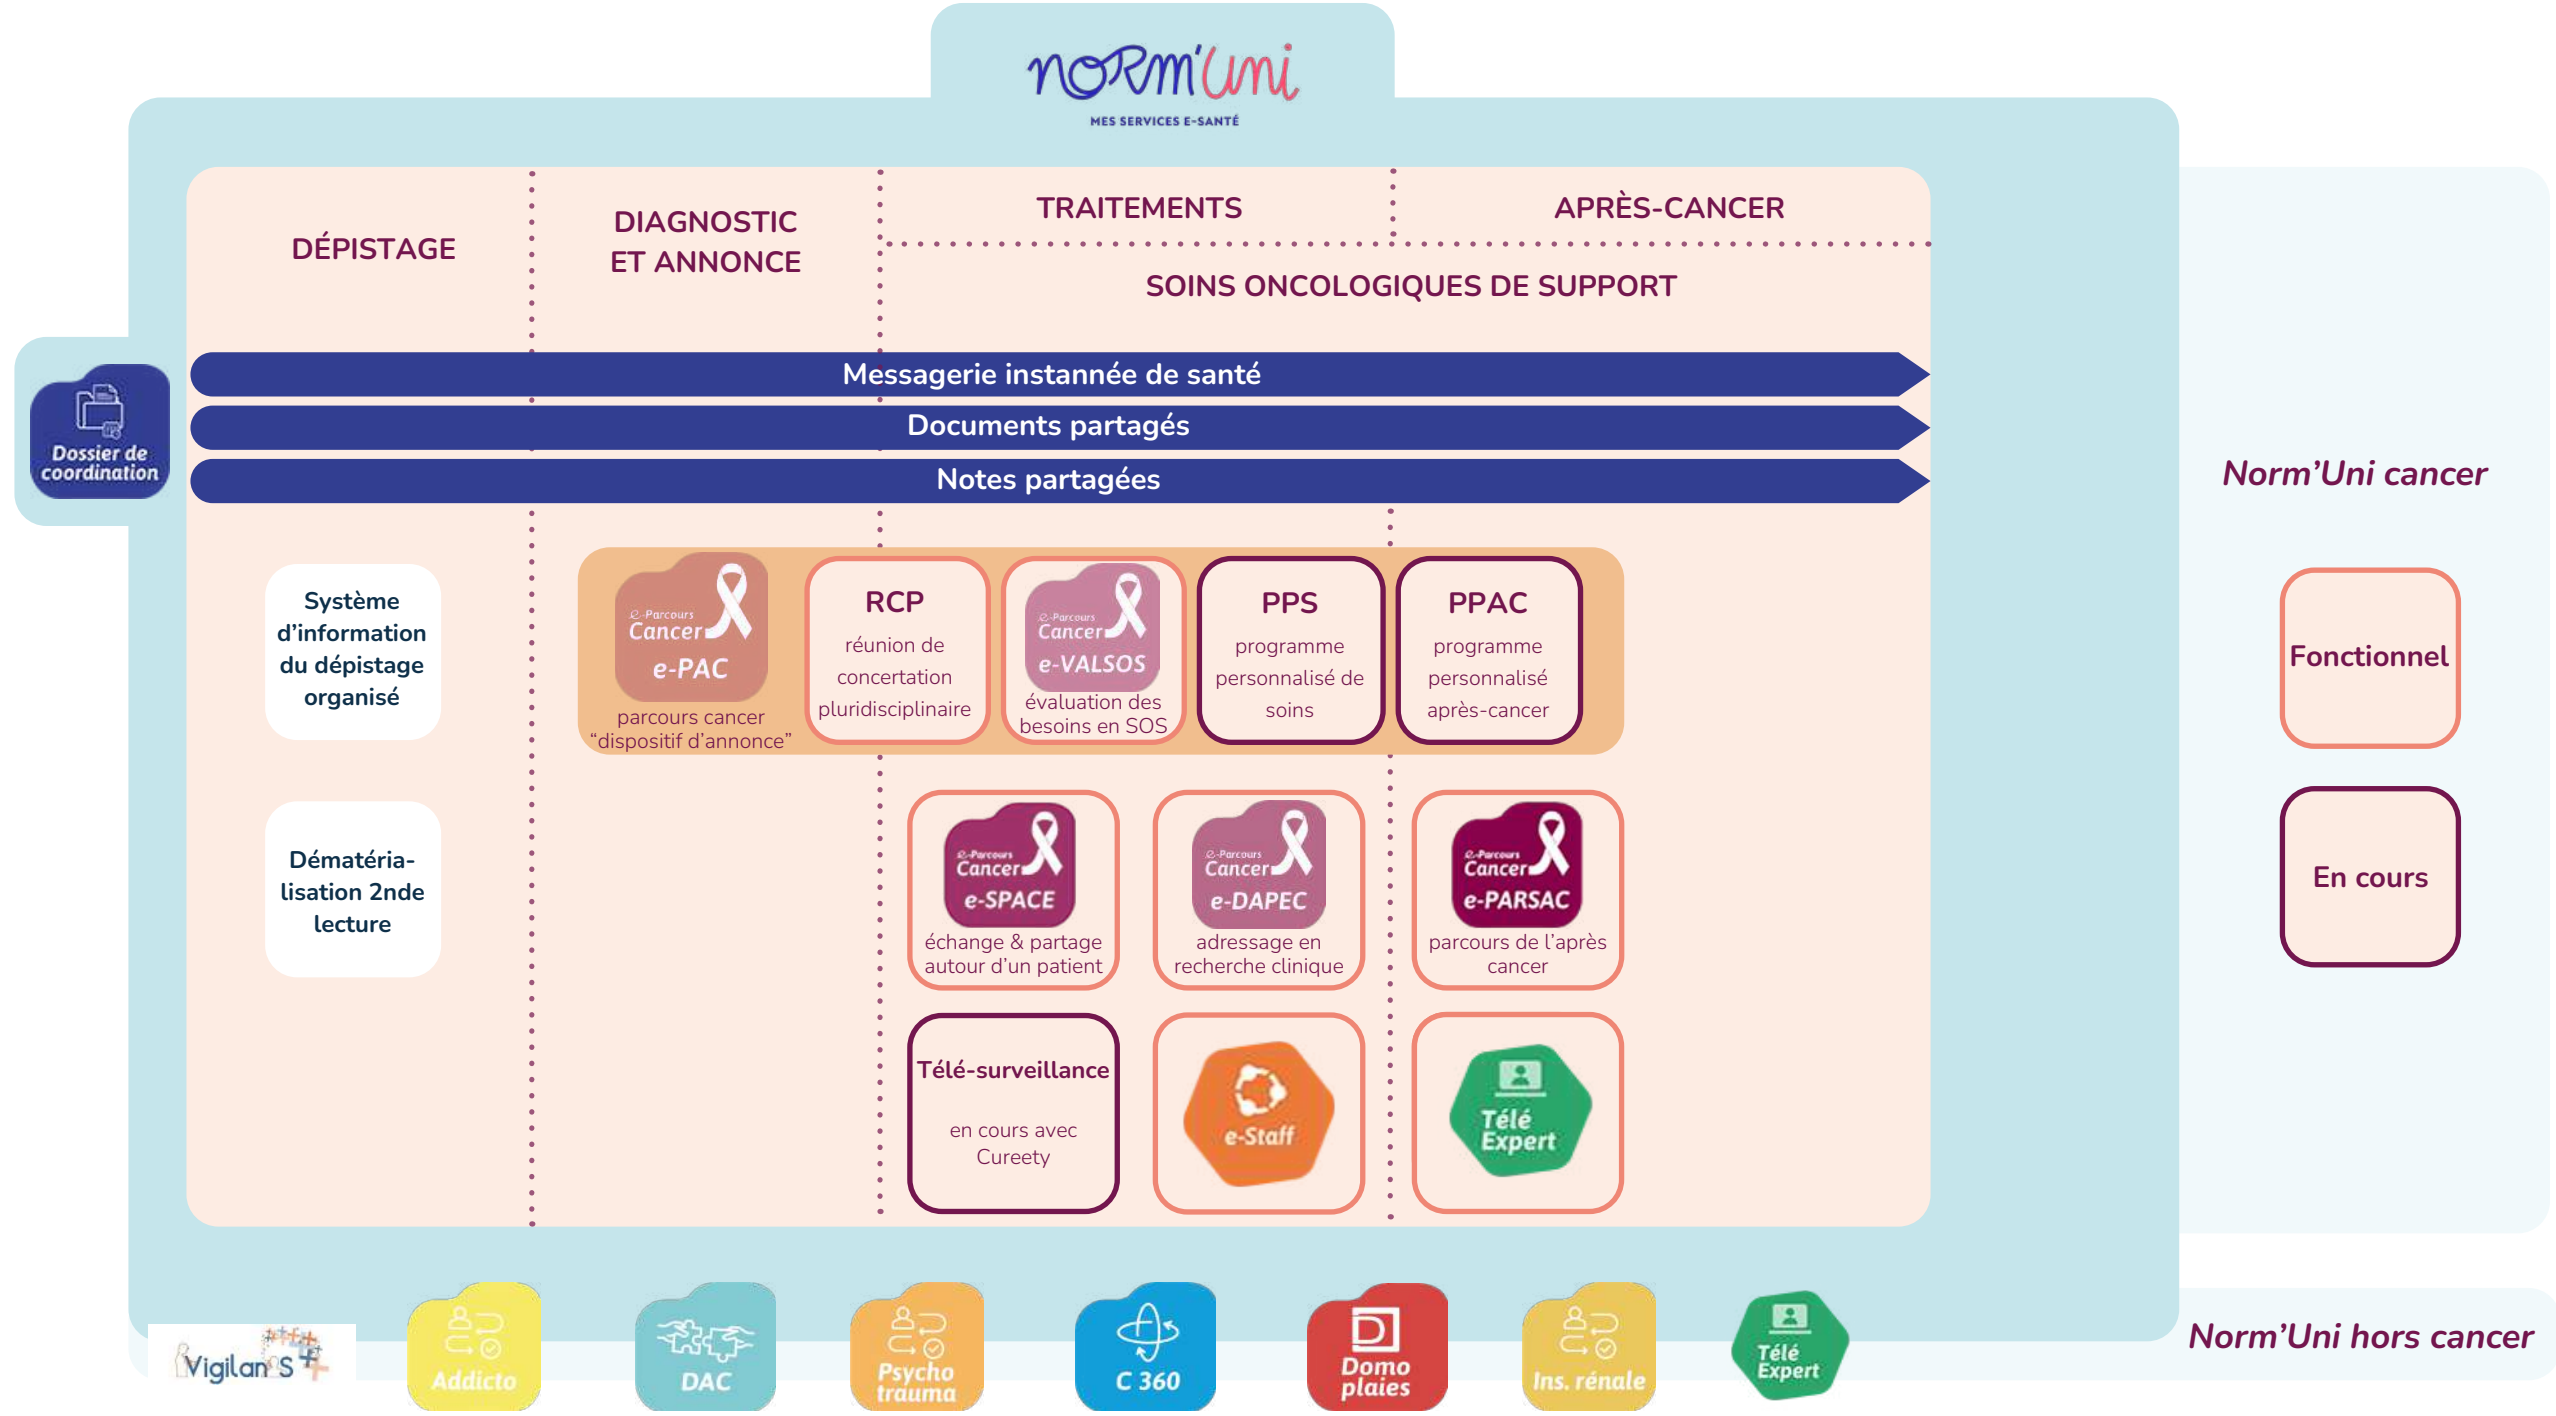 noRm'Uni
MES SERVICES E-SANTÉ
DÉPISTAGE
DIAGNOSTIC
ET ANNONCE
TRAITEMENTS
APRÈS-CANCER
SOINS ONCOLOGIQUES DE SUPPORT
Dossier de
coordination
Messagerie instannée de santé
Documents partagés
Notes partagées
Norm’Uni cancer
Système
d’information
du dépistage
organisé
e-Parcours
Cancer
e-PAC
parcours cancer
“dispositif d’annonce”
RCP
réunion de
concertation
pluridisciplinaire
e-Parcours
Cancer
e-VALSOS
évaluation des
besoins en SOS
PPS
programme
personnalisé de
soins
PPAC
programme
personnalisé
après-cancer
Fonctionnel
Dématéria-
lisation 2nde
lecture
e-Parcours
Cancer
e-SPACE
échange & partage
autour d’un patient
e-Parcours
Cancer
e-DAPEC
adressage en
recherche clinique
e-Parcours
Cancer
e-PARSAC
parcours de l’après
cancer
En cours
Télé-surveillance
en cours avec
Cureety
e-Staff
Télé
Expert
VigilanS
Addicto
DAC
Psycho
trauma
C 360
Domo
plaies
Ins. rénale
Télé
Expert
Norm’Uni hors cancer